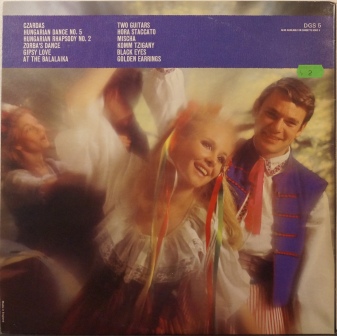 CZARDAS
HUNGARIAN DANCE NO. 5
HUNGARIAN RHAPSODY NO. 2
ZORBA'S DANCE
GIPSY LOVE
AT THE BALALAIKA
TWO GUITARS
HORA STACCATO
MISCHA
KOMM TZIGANY
BLACK EYES
GOLDEN EARRINGS
DGS 5
2